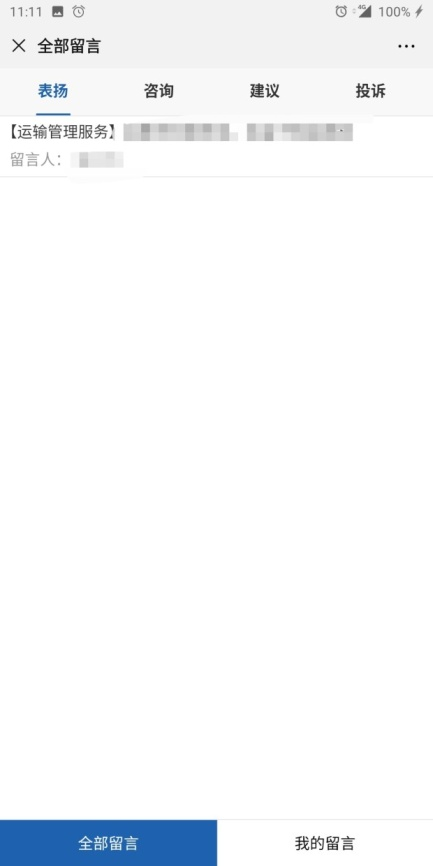 11:11 4G 100%
全部留言
表扬 咨询 建议 投诉
【运输管理服务】
留言人：
全部留言 我的留言